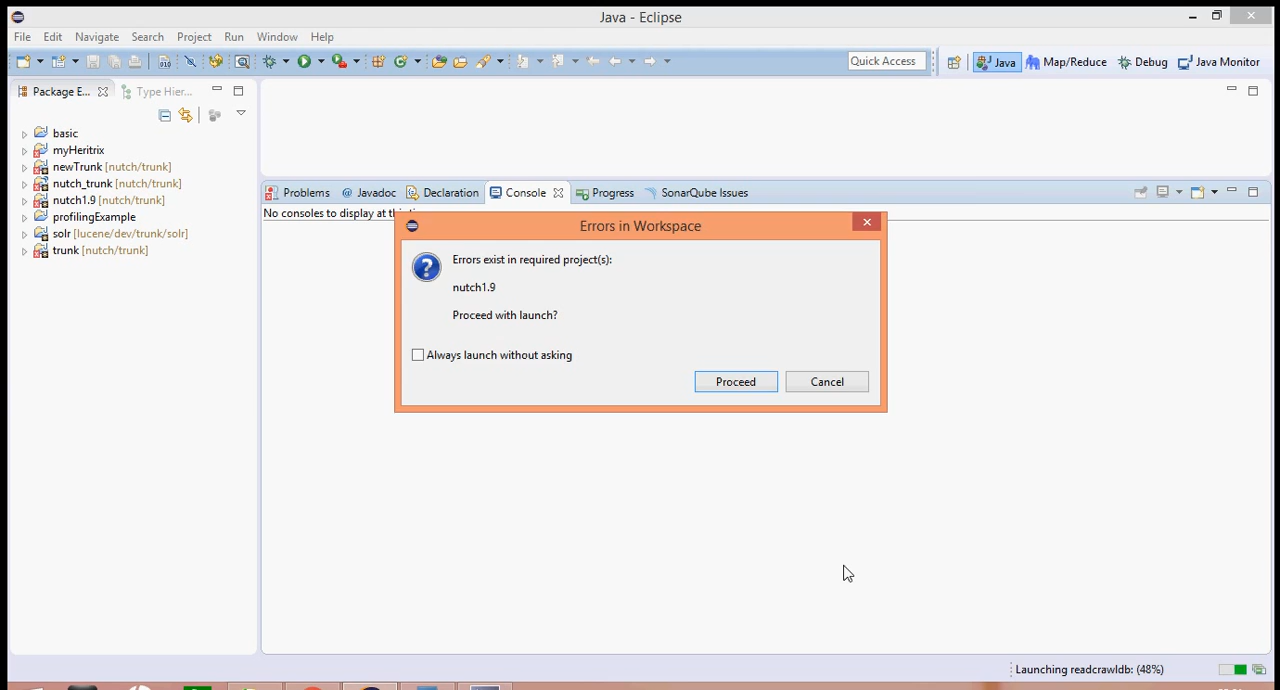 Java - Eclipse
File Edit Navigate Search Project Run Window Help
Quick Access Java Map/Reduce Debug Java Monitor
Package E... Type Hier...
basic
myHeritrix
newTrunk [nutch/trunk]
nutch_trunk [nutch/trunk]
nutch1.9 [nutch/trunk]
profilingExample
solr [lucene/dev/trunk/solr]
trunk [nutch/trunk]
Problems @ Javadoc Declaration Console Progress SonarQube Issues
No consoles to display at
Errors in Workspace
Errors exist in required project(s):
nutch1.9
Proceed with launch?
Always launch without asking
Proceed Cancel
Launching readcrawldb: (48%)